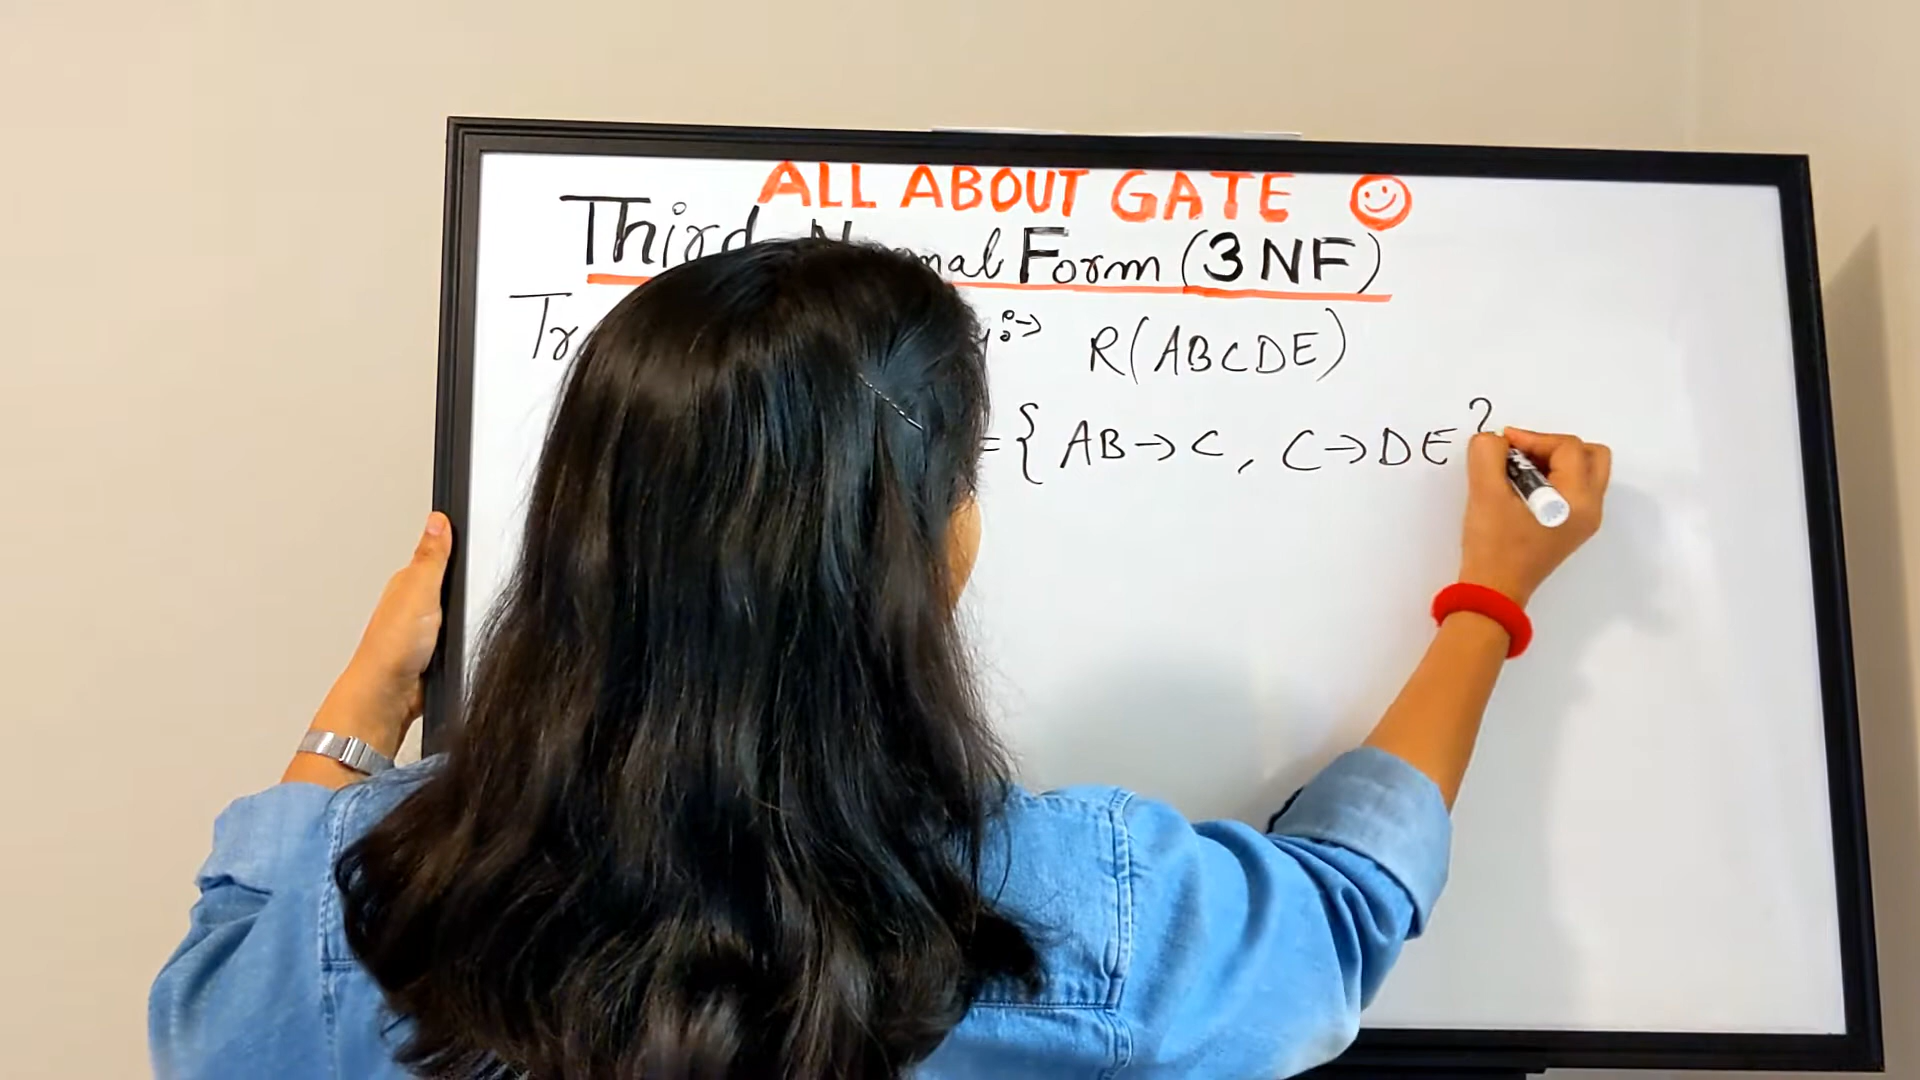 ALL ABOUT GATE
Third Normal Form (3NF)
R(ABCDE)
= { AB → C, C → DE }